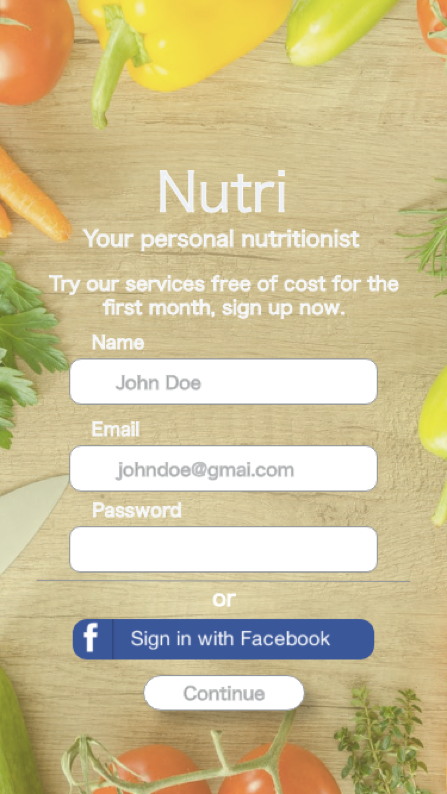 Nutri
Your personal nutritionist
Try our services free of cost for the
first month, sign up now.
Name
John Doe
Email
johndoe@gmai.com
Password
or
f Sign in with Facebook
Continue